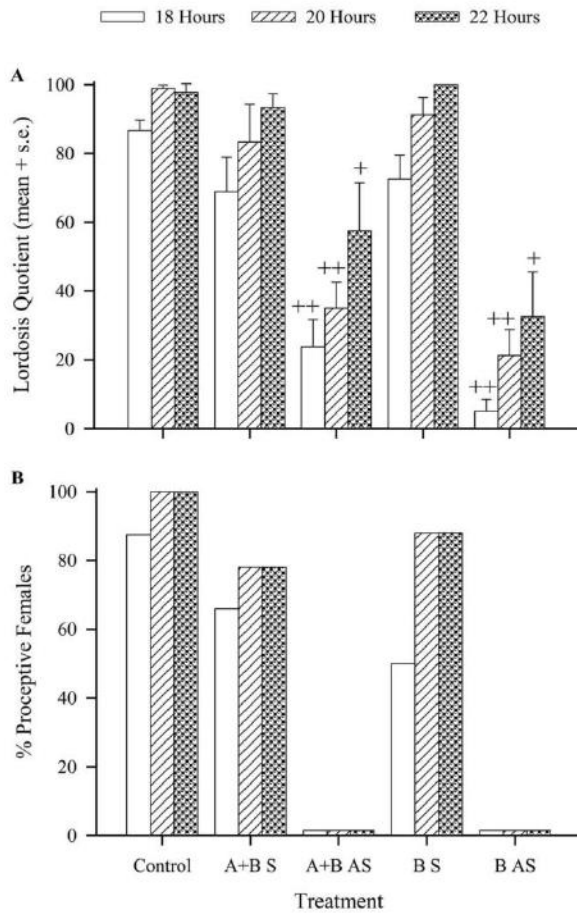 18 Hours 20 Hours 22 Hours
A
Lordosis Quotient (mean + s.e.)
100
80
60
40
20
0
++
++
+
++
++
+
B
% Proceptive Females
100
80
60
40
20
0
Control A+B S A+B AS B S B AS
Treatment